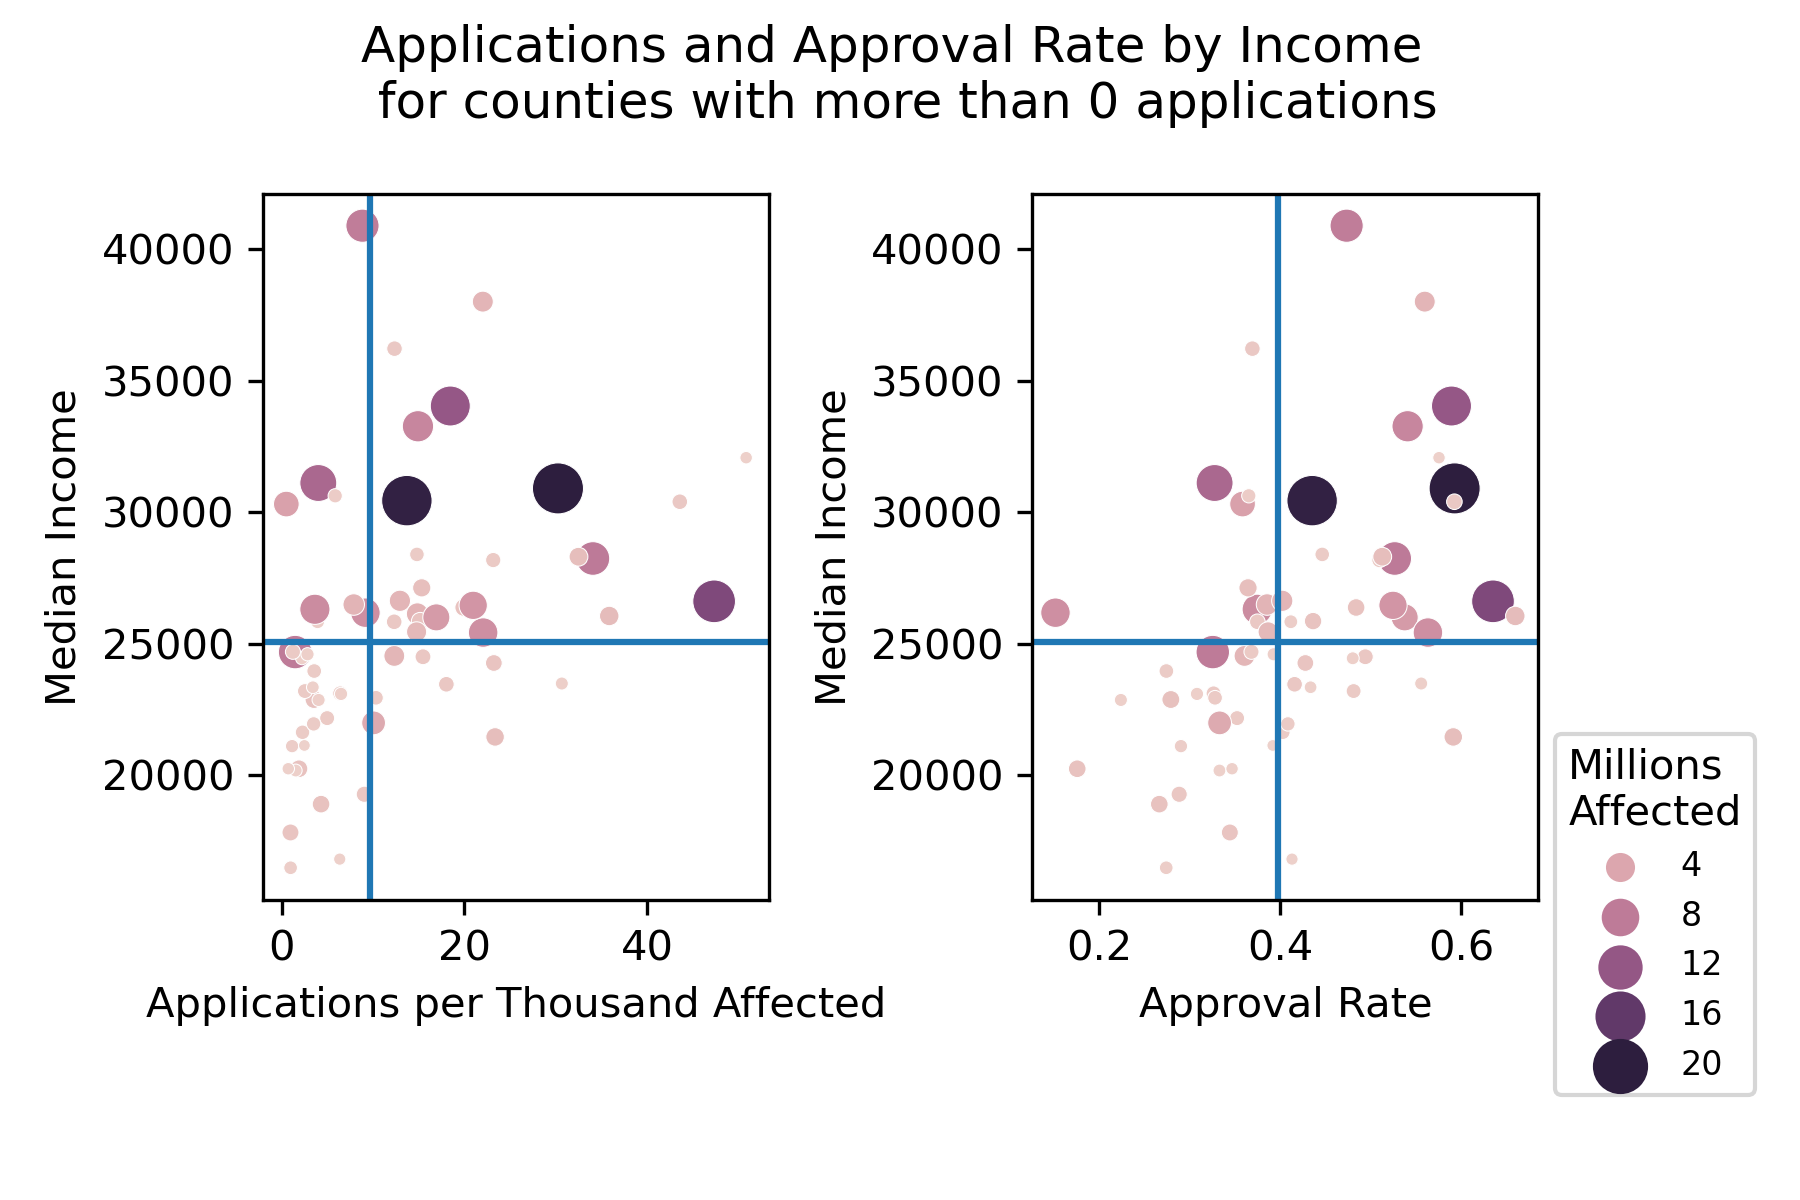 Applications and Approval Rate by Income
for counties with more than 0 applications
Median Income
40000
35000
30000
25000
20000
0 20 40
Applications per Thousand Affected
Median Income
40000
35000
30000
25000
20000
0.2 0.4 0.6
Approval Rate
Millions
Affected
4
8
12
16
20